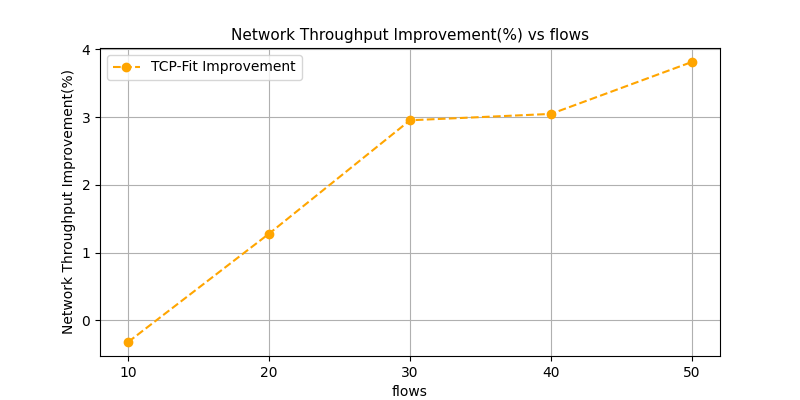 Network Throughput Improvement(%) vs flows
TCP-Fit Improvement
Network Throughput Improvement(%)
4
3
2
1
0
10 20 30 40 50
flows